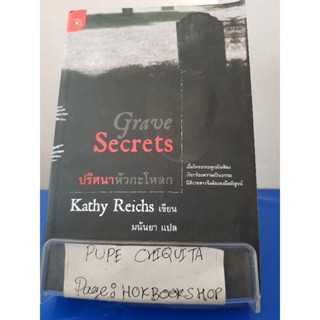 Grave
Secrets
ปริศนาหัวกะโหลก
Kathy Reichs เขียน
มนันยา แปล
PUPE CHIQUITA
Page: HOKBOOKSHOP